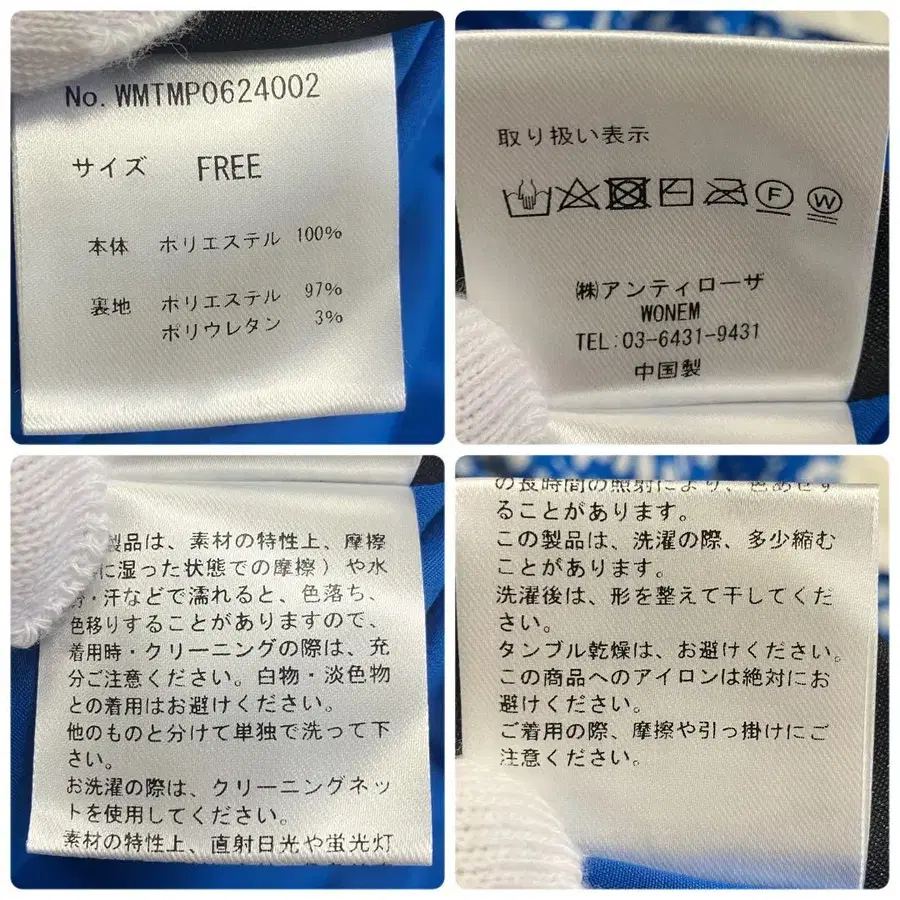 No. WMTMP0624002
サイズ FREE
本体 ポリエステル 100%
裏地 ポリエステル 97%
ポリウレタン 3%
取り扱い表示
F W
㈱アンティローザ
WONEM
TEL:03-6431-9431
中国製
製品は、素材の特性上、摩擦
に湿った状態での摩擦)や水
・汗などで濡れると、色落ち、
色移りすることがありますので、
着用時・クリーニングの際は、充
分ご注意ください。白物・淡色物
との着用はお避けください。
他のものと分けて単独で洗って下
さい。
お洗濯の際は、クリーニングネッ
トを使用してください。
素材の特性上、直射日光や蛍光灯
の長時間の照射により、色あせす
ることがあります。
この製品は、洗濯の際、多少縮む
ことがあります。
洗濯後は、形を整えて干してくだ
さい。
タンブル乾燥は、お避けください。
この商品へのアイロンは絶対にお
避けください。
ご着用の際、摩擦や引っ掛けにご
注意ください。